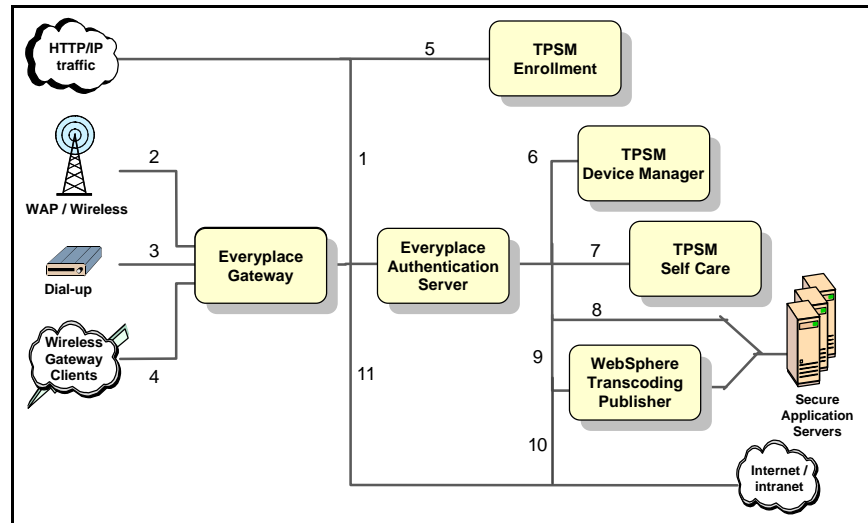 HTTP/IP
traffic
5
TPSM
Enrollment
2
1
6
TPSM
Device Manager
WAP / Wireless
3
Everyplace
Gateway
Everyplace
Authentication
Server
7
TPSM
Self Care
Dial-up
8
Wireless
Gateway
Clients
4
11
9
WebSphere
Transcoding
Publisher
Secure
Application
Servers
10
Internet /
intranet